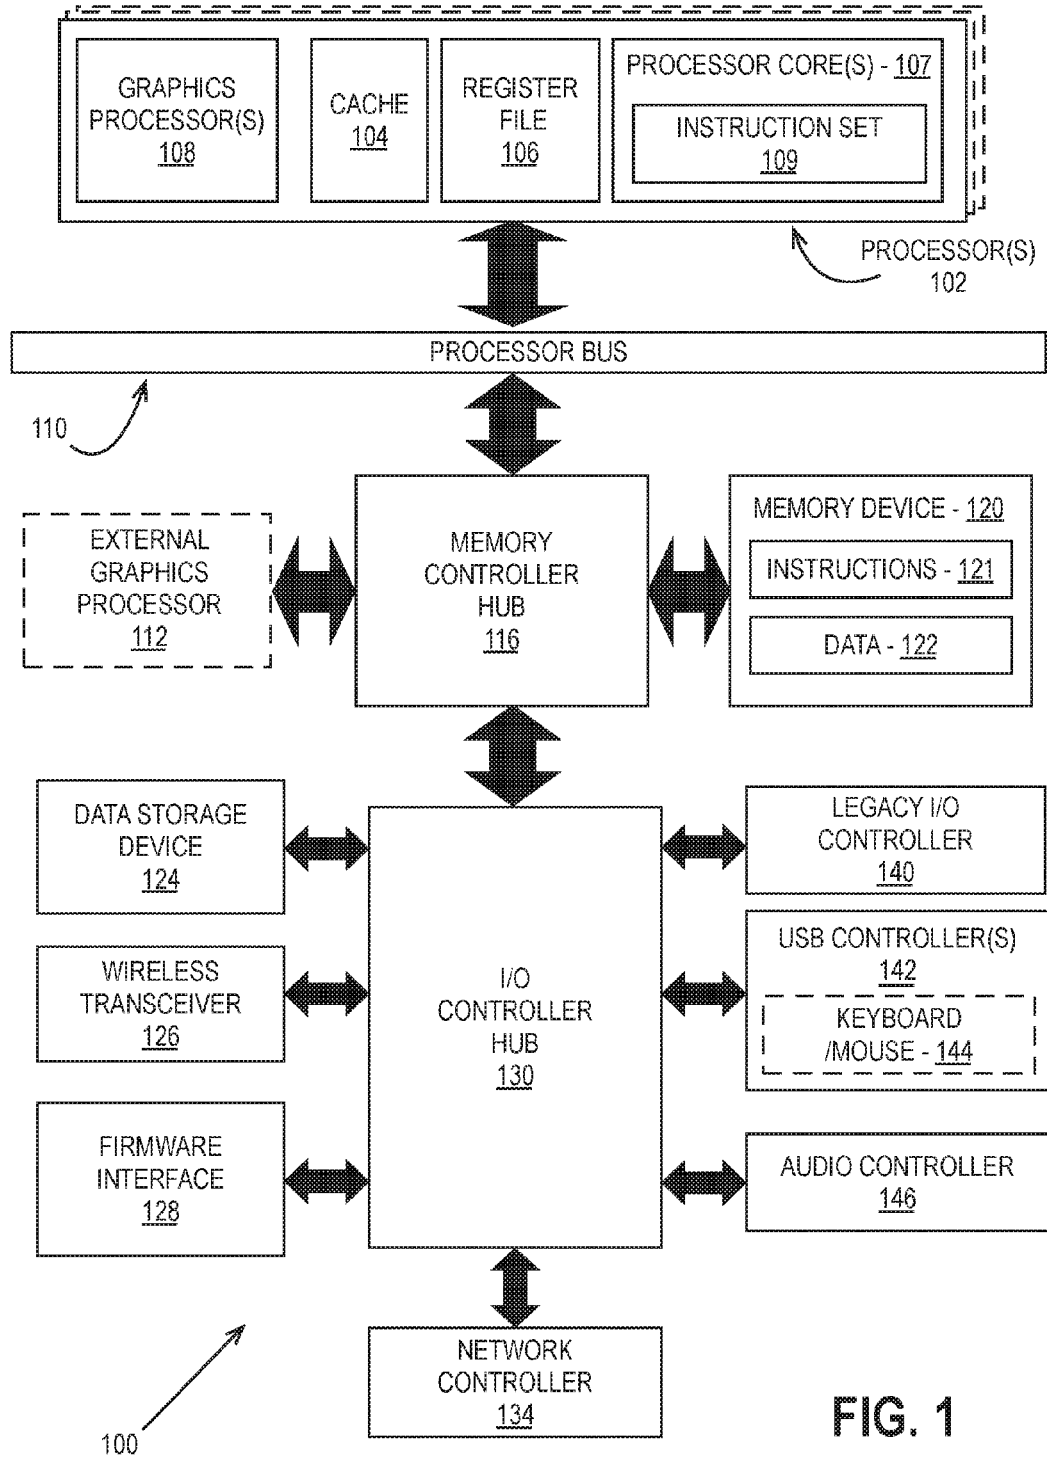 GRAPHICS
PROCESSOR(S)
108
CACHE
104
REGISTER
FILE
106
PROCESSOR CORE(S) - 107
INSTRUCTION SET
109
PROCESSOR(S)
102
PROCESSOR BUS
110
EXTERNAL
GRAPHICS
PROCESSOR
112
MEMORY
CONTROLLER
HUB
116
MEMORY DEVICE - 120
INSTRUCTIONS - 121
DATA - 122
DATA STORAGE
DEVICE
124
WIRELESS
TRANSCEIVER
126
FIRMWARE
INTERFACE
128
I/O
CONTROLLER
HUB
130
LEGACY I/O
CONTROLLER
140
USB CONTROLLER(S)
142
KEYBOARD
/MOUSE - 144
AUDIO CONTROLLER
146
NETWORK
CONTROLLER
134
100
FIG. 1